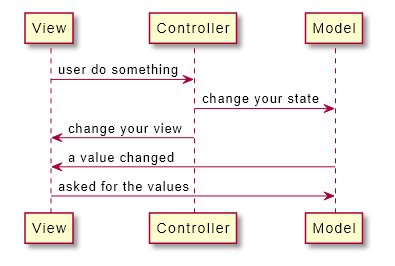 View Controller Model
user do something
change your state
change your view
a value changed
asked for the values
View Controller Model